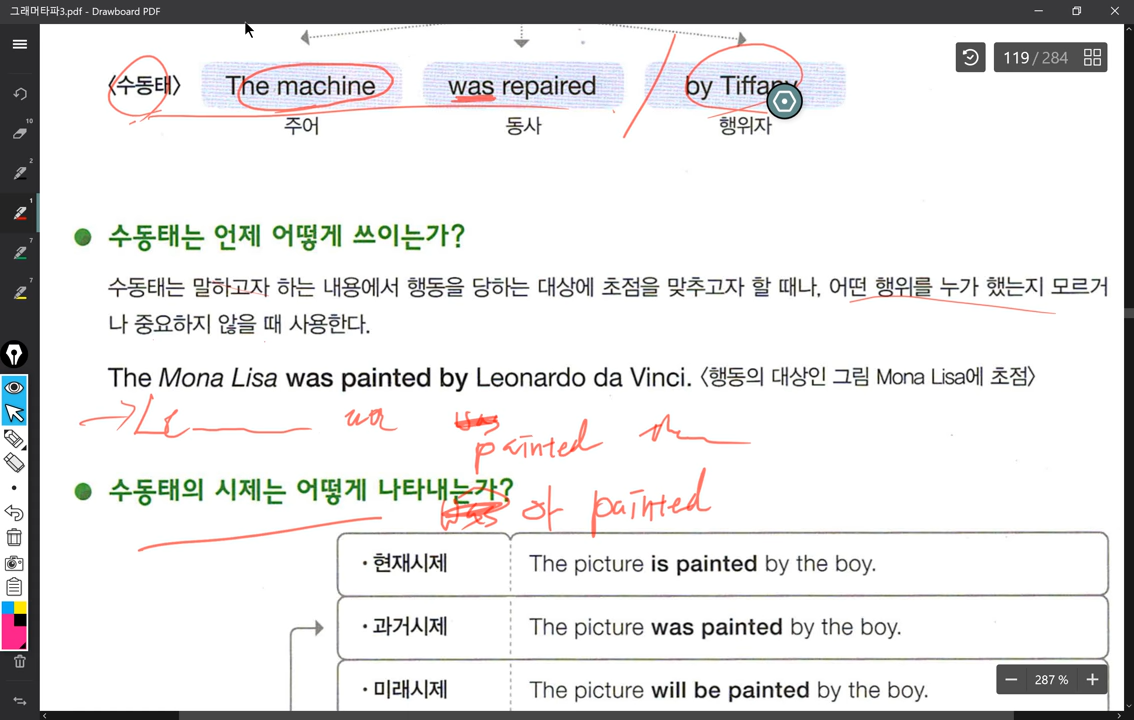 그래머타파3.pdf - Drawboard PDF
119 / 284
<수동태> The machine was repaired by Tiffany
주어 동사 행위자
수동태는 언제 어떻게 쓰이는가?
수동태는 말하고자 하는 내용에서 행동을 당하는 대상에 초점을 맞추고자 할 때나, 어떤 행위를 누가 했는지 모르거
나 중요하지 않을 때 사용한다.
The Mona Lisa was painted by Leonardo da Vinci. <행동의 대상인 그림 Mona Lisa에 초점>
painted
수동태의 시제는 어떻게 나타내는가?
painted
· 현재시제 The picture is painted by the boy.
· 과거시제 The picture was painted by the boy.
· 미래시제 The picture will be painted by the boy.
10
2
1
7
7
287 %